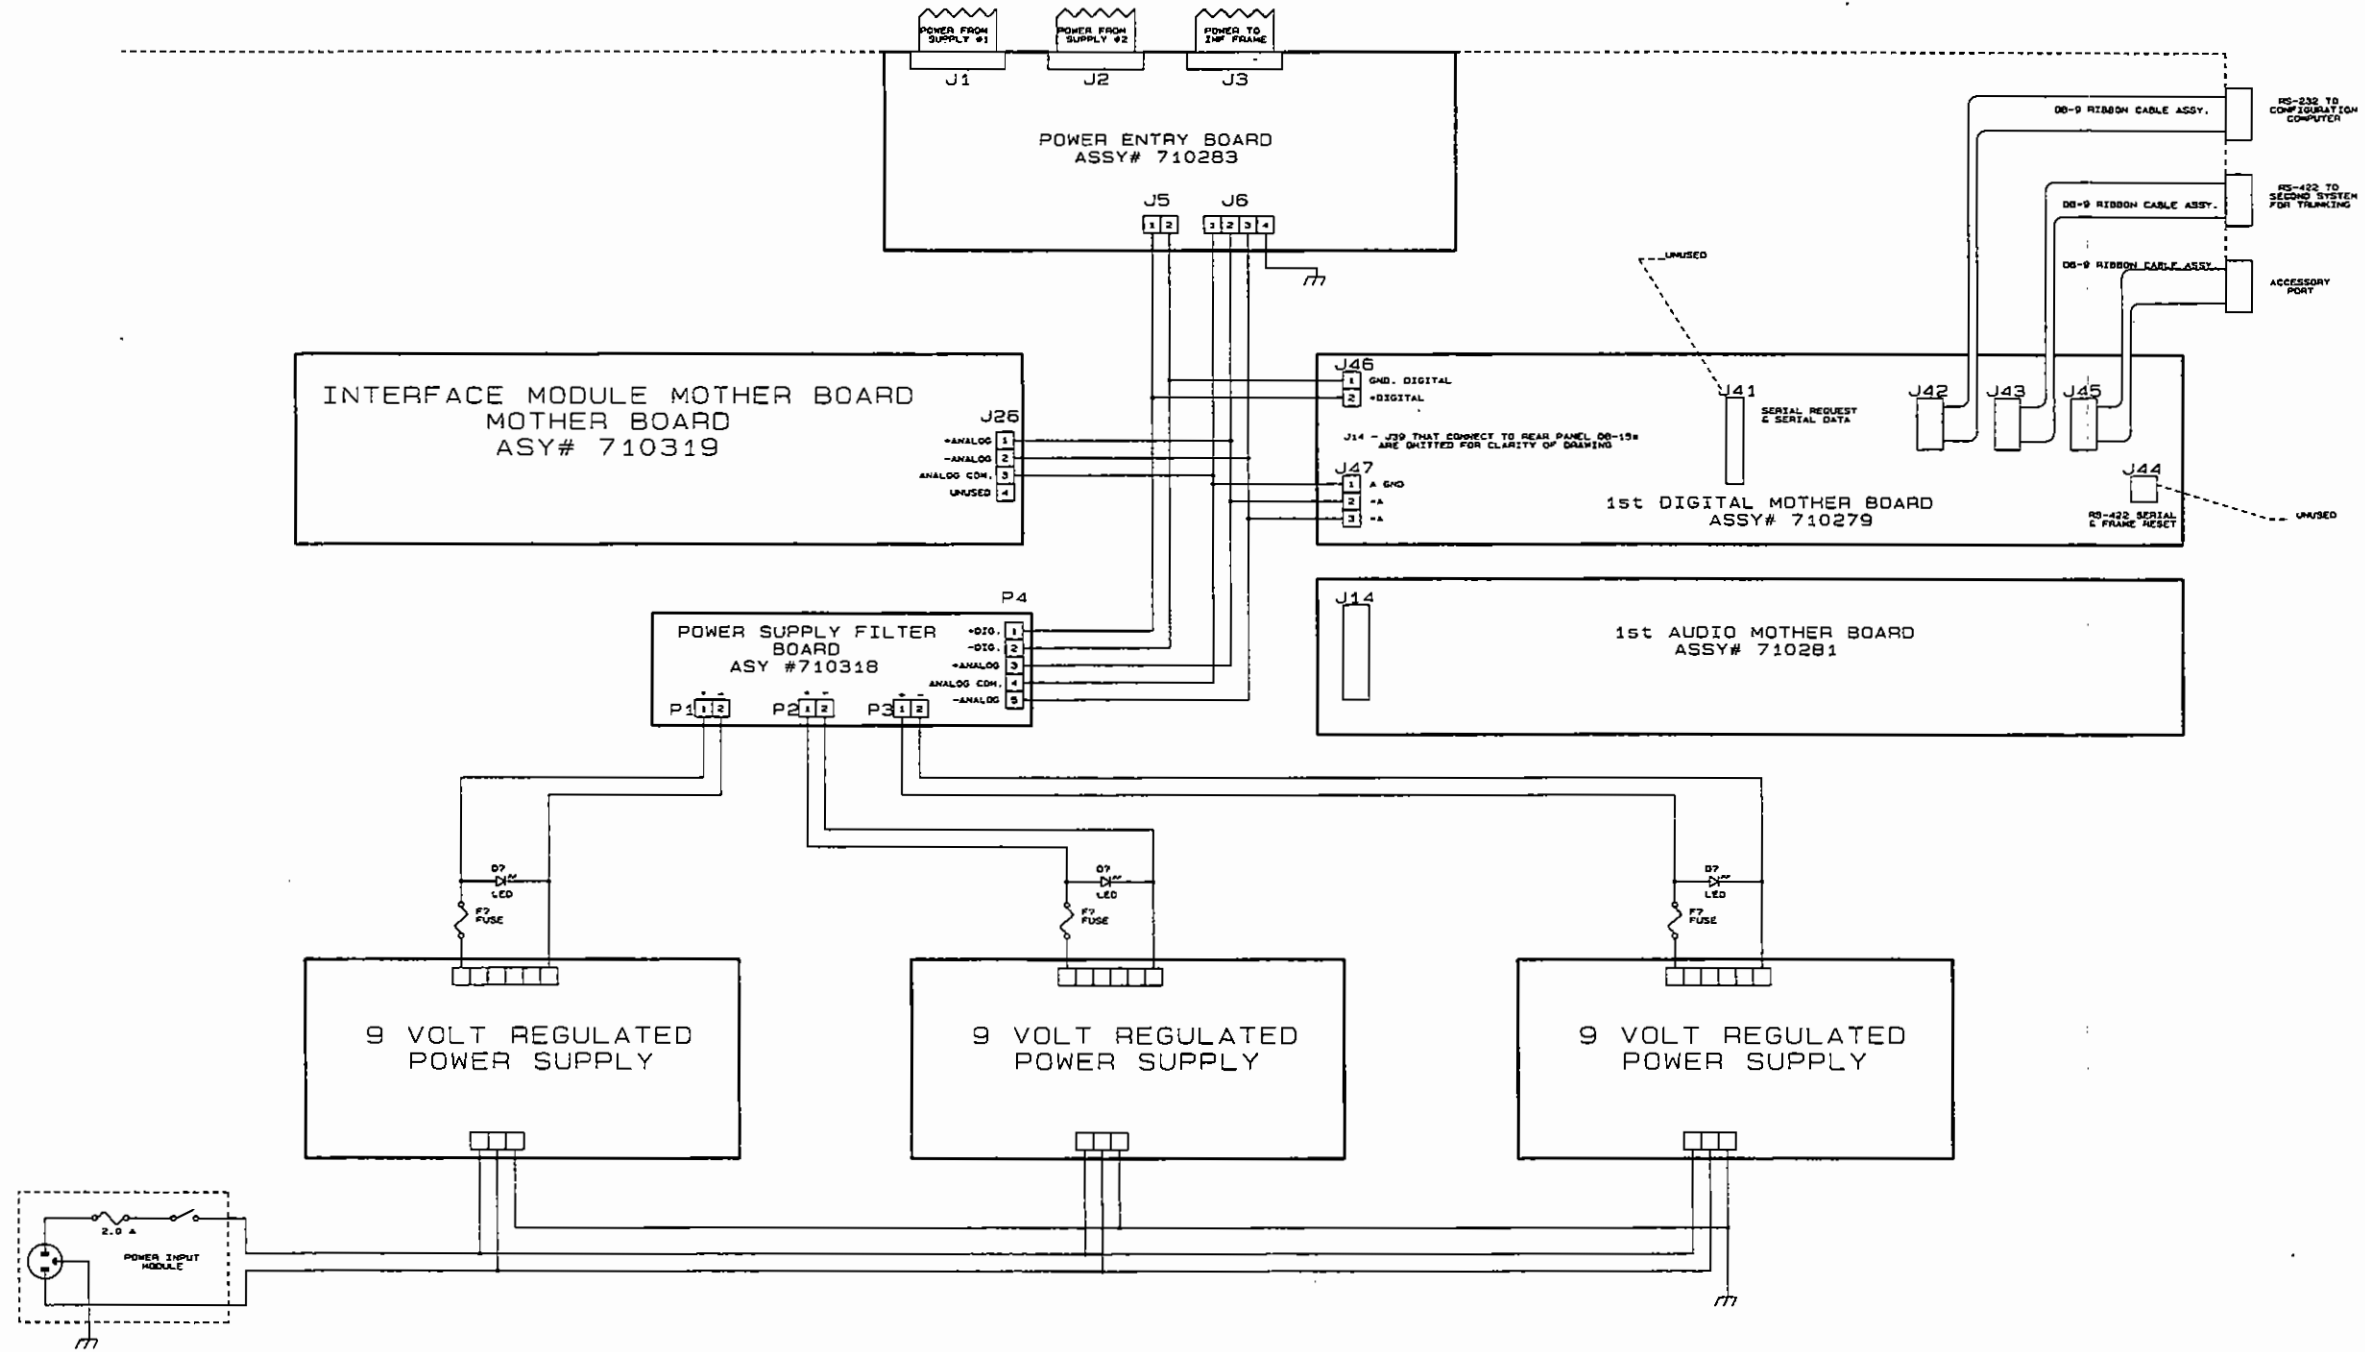 POWER FROM
SUPPLY #1
POWER FROM
SUPPLY #2
POWER TO
IMF FRAME
J1
J2
J3
POWER ENTRY BOARD
ASSY# 710283
J5
1 2
J6
1 2 3 4
DB-9 RIBBON CABLE ASSY.
RS-232 TO
CONFIGURATION
COMPUTER
DB-9 RIBBON CABLE ASSY.
RS-422 TO
SECOND SYSTEM
FOR TRUNKING
DB-9 RIBBON CABLE ASSY.
ACCESSORY
PORT
UNUSED
INTERFACE MODULE MOTHER BOARD
MOTHER BOARD
ASY# 710319
J26
+ANALOG 1
-ANALOG 2
ANALOG COM. 3
UNUSED 4
J46
1 GND. DIGITAL
2 +DIGITAL
J14 - J39 THAT CONNECT TO REAR PANEL DB-15s
ARE OMITTED FOR CLARITY OF DRAWING
J47
1 A GND
2 +A
3 -A
J41
SERIAL REQUEST
& SERIAL DATA
J42
J43
J45
J44
RS-422 SERIAL
& FRAME RESET
UNUSED
1st DIGITAL MOTHER BOARD
ASSY# 710279
J14
1st AUDIO MOTHER BOARD
ASSY# 710281
P4
POWER SUPPLY FILTER
BOARD
ASY #710318
+DIG. 1
-DIG. 2
+ANALOG 3
ANALOG COM. 4
-ANALOG 5
+ -
P1 1 2
+ -
P2 1 2
+ -
P3 1 2
D?
LED
F?
FUSE
D?
LED
F?
FUSE
D?
LED
F?
FUSE
9 VOLT REGULATED
POWER SUPPLY
9 VOLT REGULATED
POWER SUPPLY
9 VOLT REGULATED
POWER SUPPLY
2.0 A
POWER INPUT
MODULE